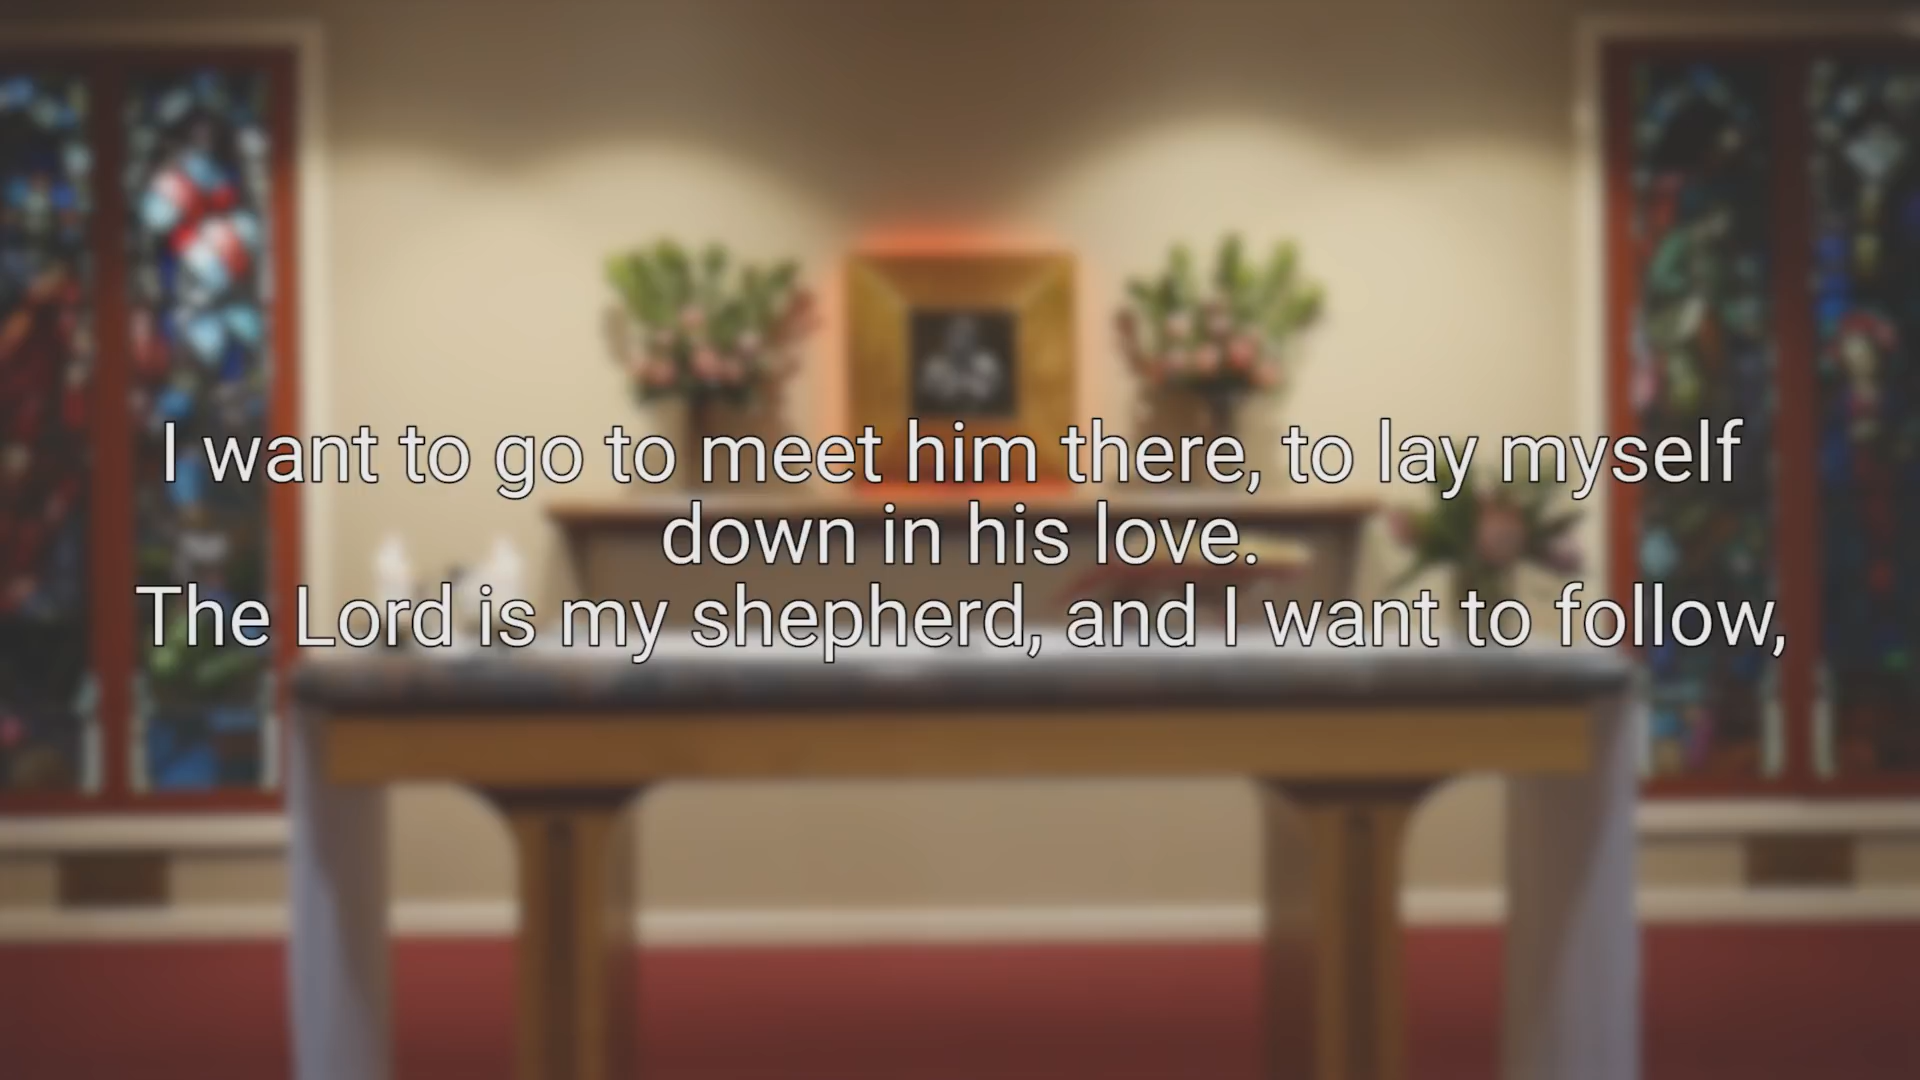 I want to go to meet him there, to lay myself
down in his love.
The Lord is my shepherd, and I want to follow,